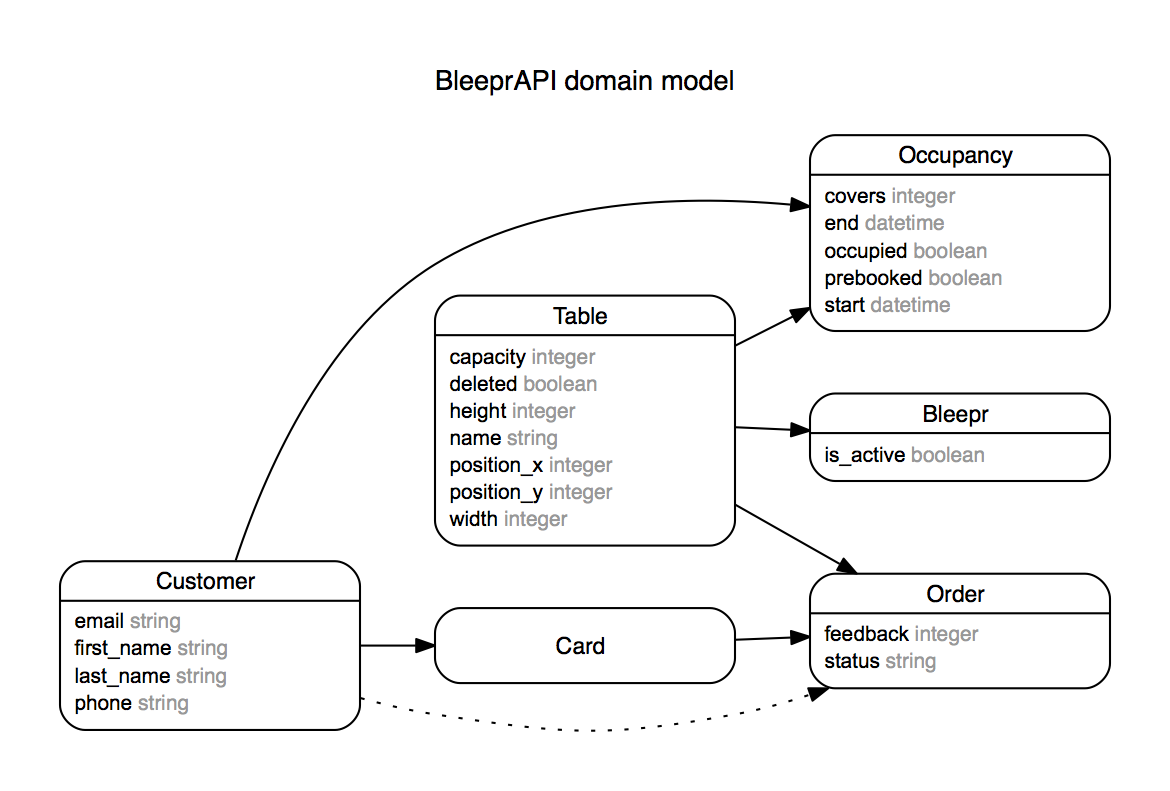 BleeprAPI domain model
Occupancy
covers integer
end datetime
occupied boolean
prebooked boolean
start datetime
Table
capacity integer
deleted boolean
height integer
name string
position_x integer
position_y integer
width integer
Bleepr
is_active boolean
Customer
email string
first_name string
last_name string
phone string
Card
Order
feedback integer
status string